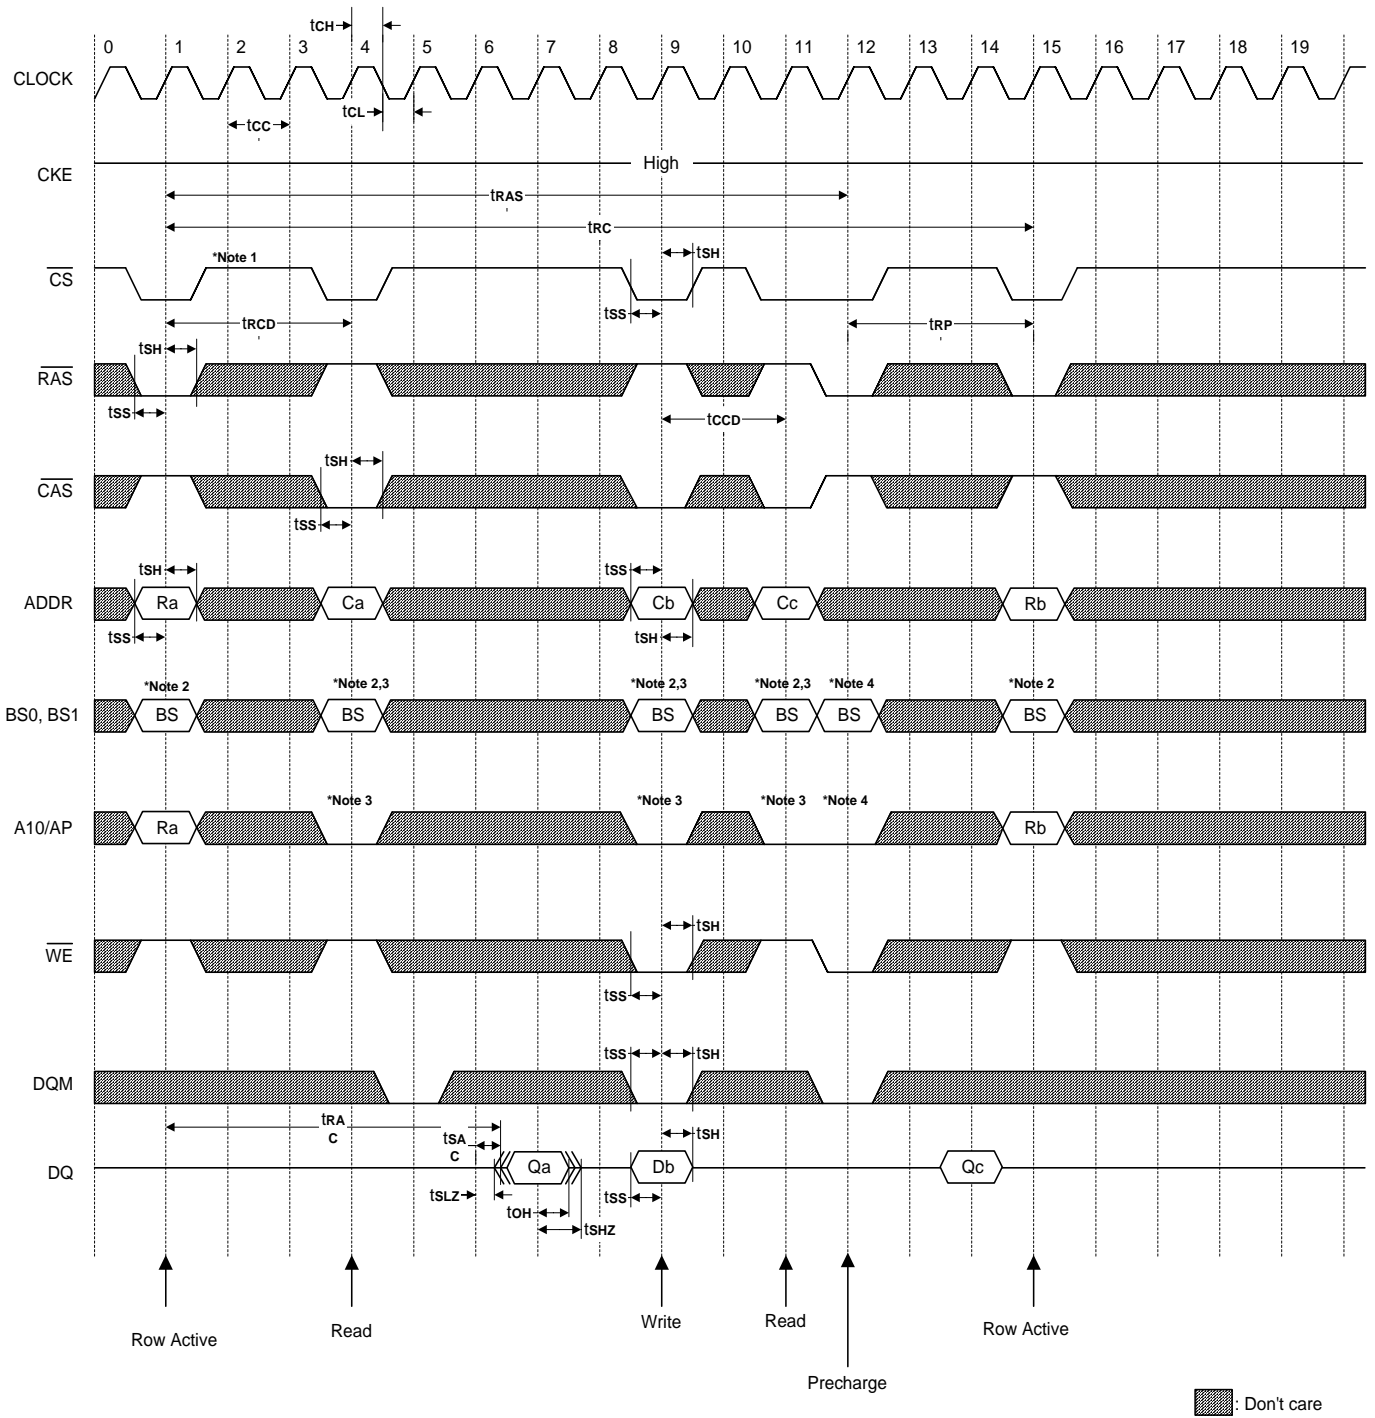 tCH
0 1 2 3 4 5 6 7 8 9 10 11 12 13 14 15 16 17 18 19
CLOCK
tCL
tCC
High
CKE
tRAS
tRC
*Note 1
tSH
CS
tSS
tRCD
tRP
tSH
RAS
tSS
tCCD
tSH
CAS
tSS
tSH
tSS
ADDR
Ra Ca Cb Cc Rb
tSS
tSH
*Note 2 *Note 2,3 *Note 2,3 *Note 2,3 *Note 4 *Note 2
BS0, BS1
BS BS BS BS BS BS
*Note 3 *Note 3 *Note 3 *Note 4
A10/AP
Ra Rb
tSH
WE
tSS
tSS tSH
DQM
tRA
C
tSA
C
tSH
DQ
Qa Db Qc
tSLZ
tSS
tOH
tSHZ
Row Active
Read
Write
Read
Row Active
Precharge
: Don't care